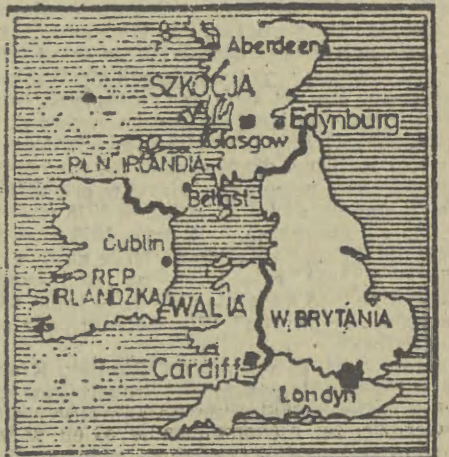 Aberdeen
SZKOCJA
Edynburg
Glasgow
PŁN. IRLANDIA
Belfast
Dublin
REP.
IRLANDZKA
WALIA
W. BRYTANIA
Cardiff
Londyn